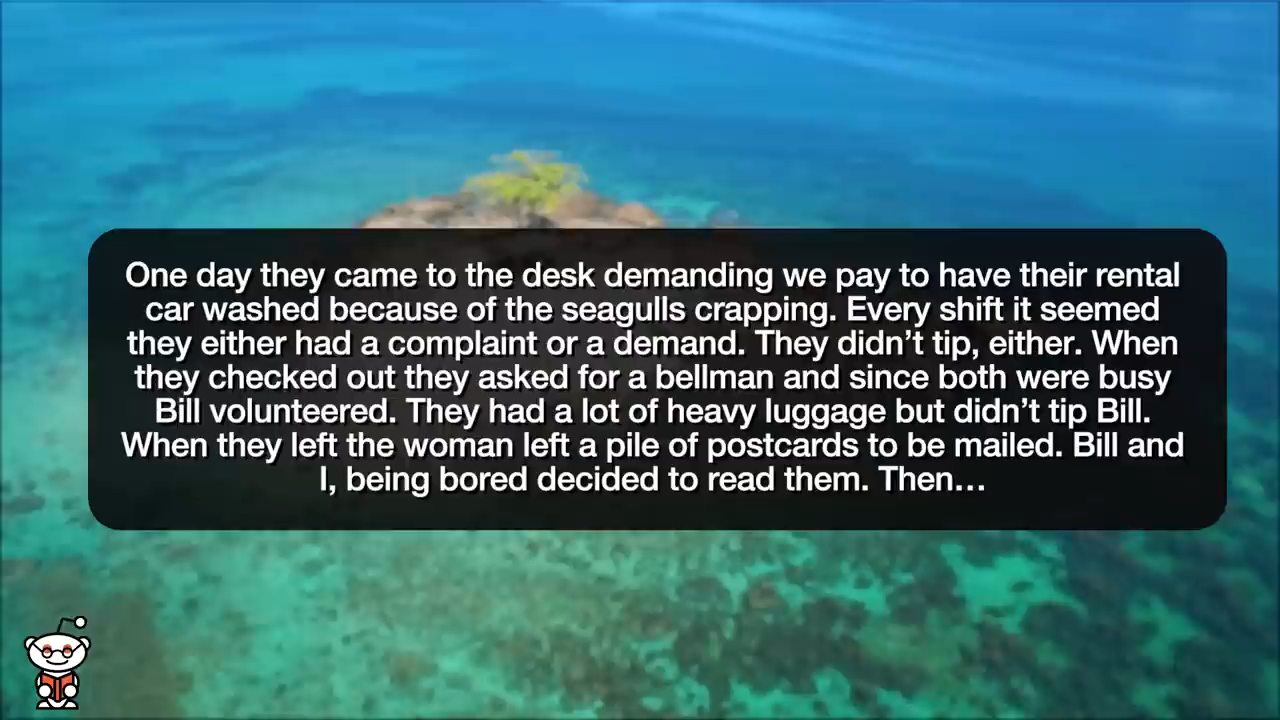 One day they came to the desk demanding we pay to have their rental
car washed because of the seagulls crapping. Every shift it seemed
they either had a complaint or a demand. They didn’t tip, either. When
they checked out they asked for a bellman and since both were busy
Bill volunteered. They had a lot of heavy luggage but didn’t tip Bill.
When they left the woman left a pile of postcards to be mailed. Bill and
I, being bored decided to read them. Then…